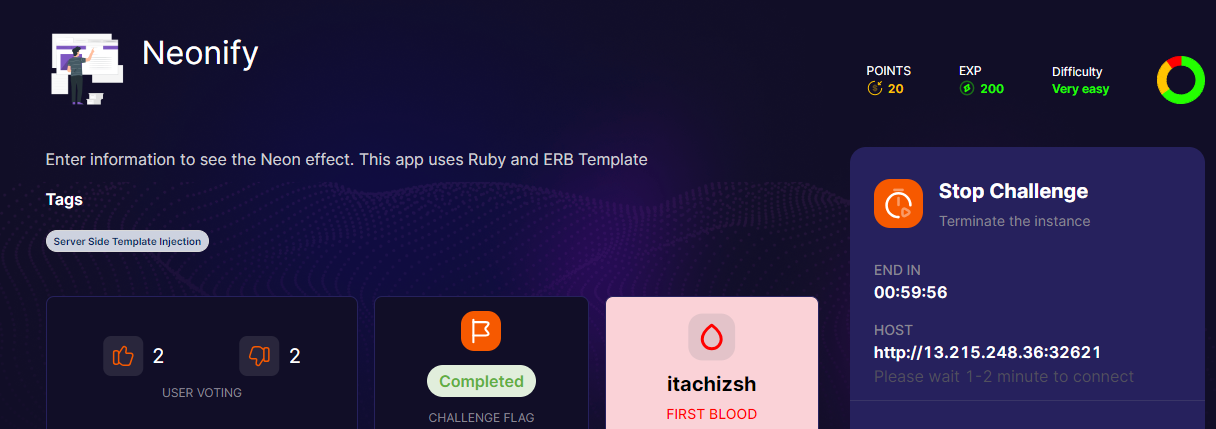 Neonify
POINTS
20
EXP
200
Difficulty
Very easy
Enter information to see the Neon effect. This app uses Ruby and ERB Template
Tags
Server Side Template Injection
2
2
USER VOTING
Completed
CHALLENGE FLAG
itachizsh
FIRST BLOOD
Stop Challenge
Terminate the instance
END IN
00:59:56
HOST
http://13.215.248.36:32621
Please wait 1-2 minute to connect